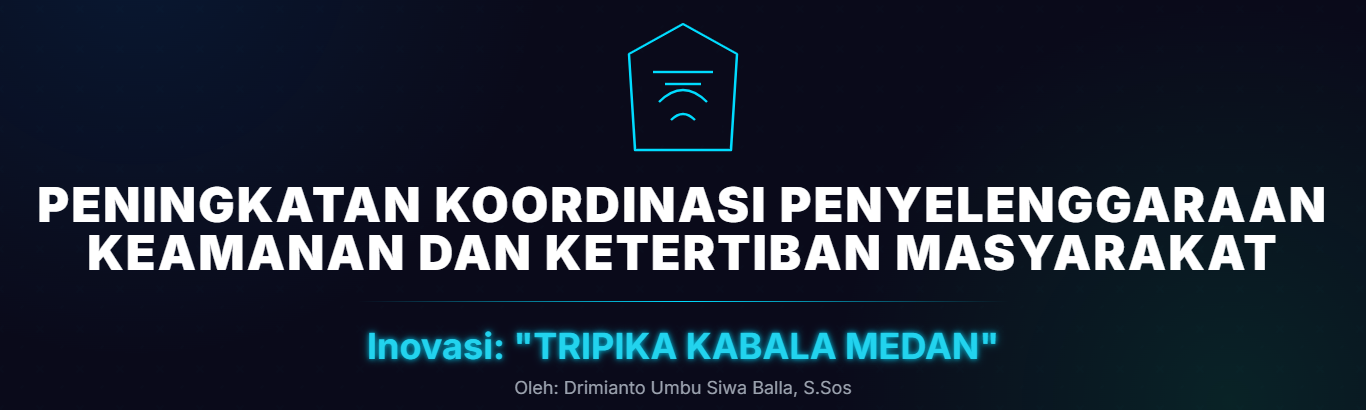 PENINGKATAN KOORDINASI PENYELENGGARAAN
KEAMANAN DAN KETERTIBAN MASYARAKAT
Inovasi: "TRIPIKA KABALA MEDAN"
Oleh: Drimianto Umbu Siwa Balla, S.Sos